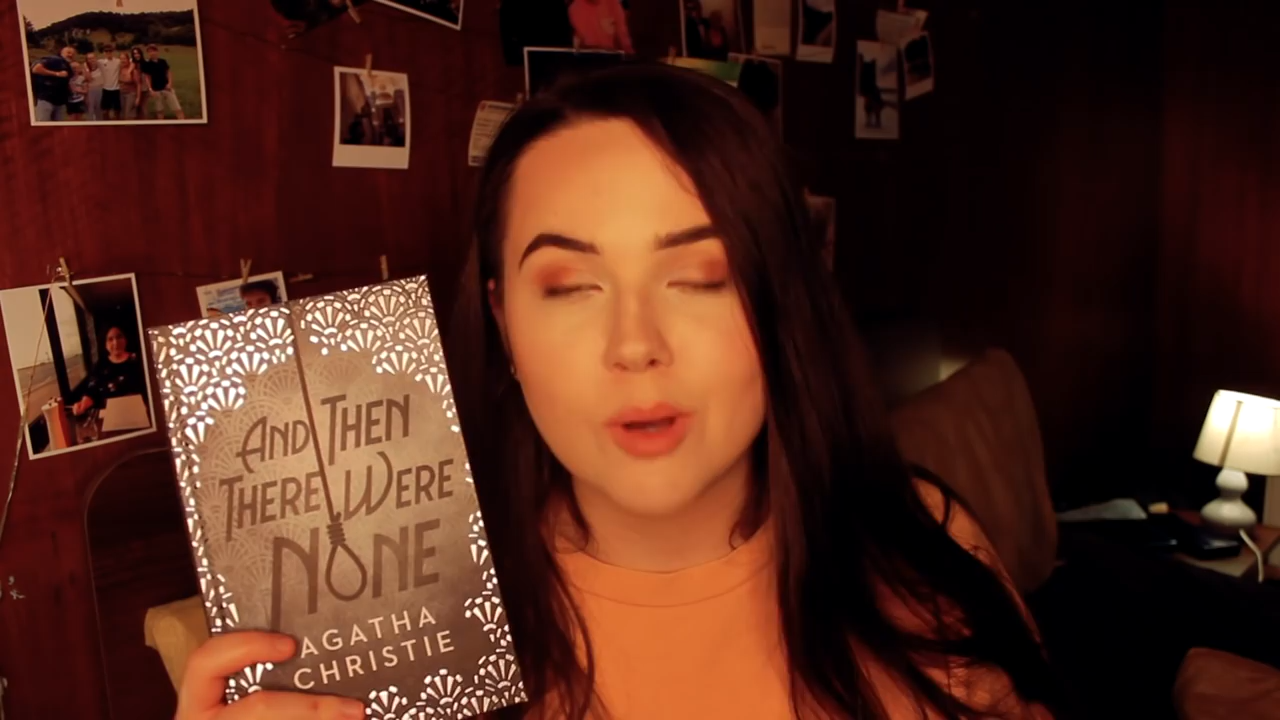 And Then
There Were
None
Agatha
Christie